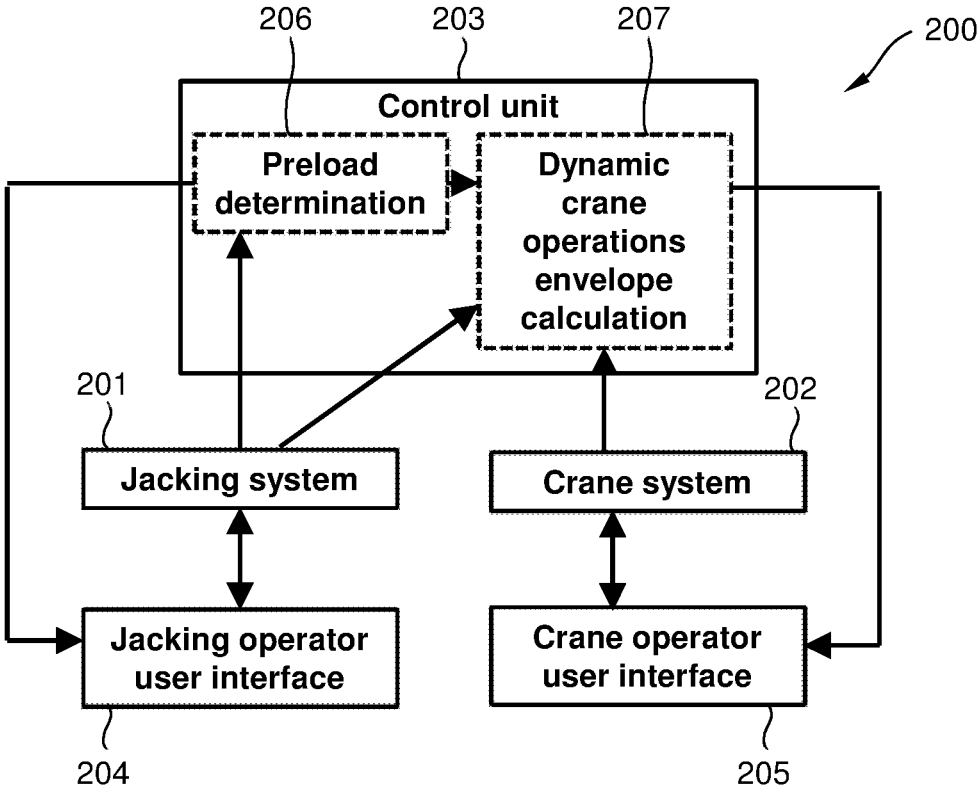 206
203
207
200
Control unit
Preload
determination
Dynamic
crane
operations
envelope
calculation
201
202
Jacking system
Crane system
Jacking operator
user interface
Crane operator
user interface
204
205